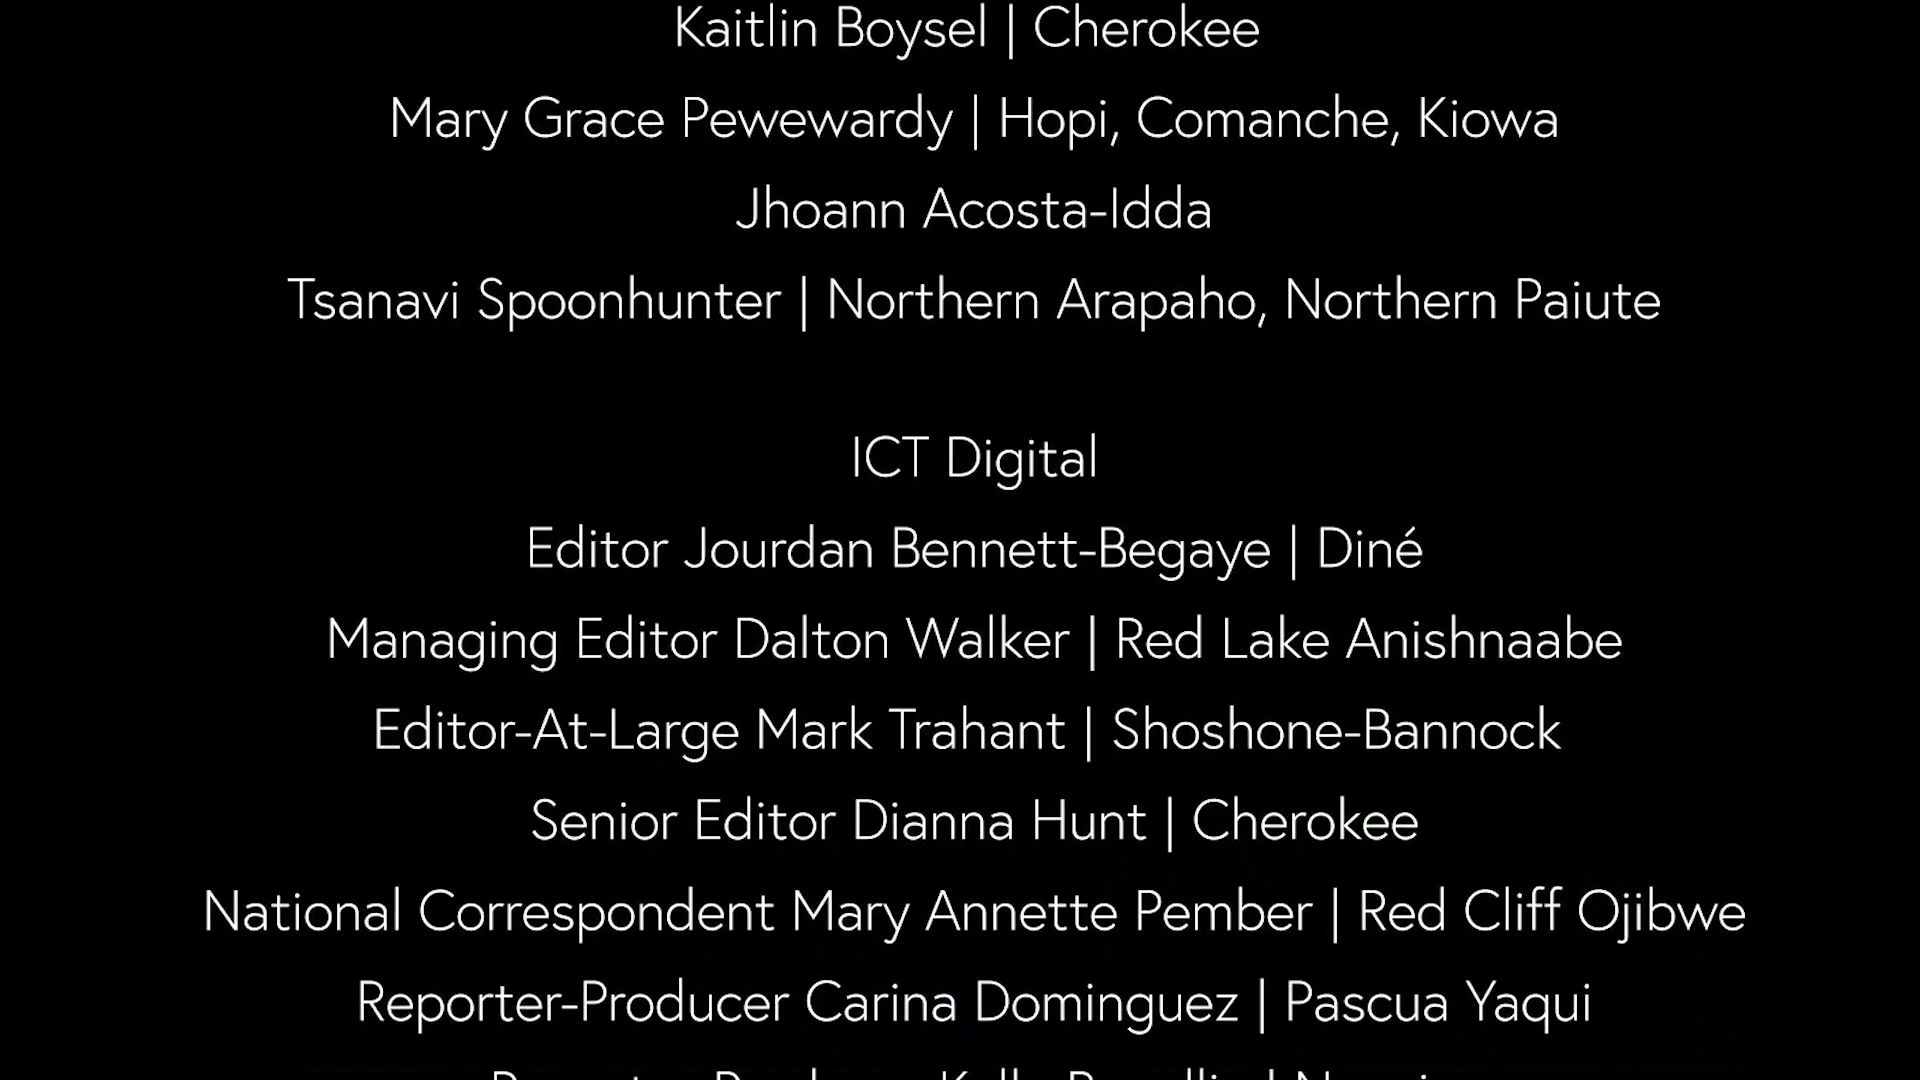 Kaitlin Boysel | Cherokee
Mary Grace Pewewardy | Hopi, Comanche, Kiowa
Jhoann Acosta-Idda
Tsanavi Spoonhunter | Northern Arapaho, Northern Paiute
ICT Digital
Editor Jourdan Bennett-Begaye | Diné
Managing Editor Dalton Walker | Red Lake Anishnaabe
Editor-At-Large Mark Trahant | Shoshone-Bannock
Senior Editor Dianna Hunt | Cherokee
National Correspondent Mary Annette Pember | Red Cliff Ojibwe
Reporter-Producer Carina Dominguez | Pascua Yaqui